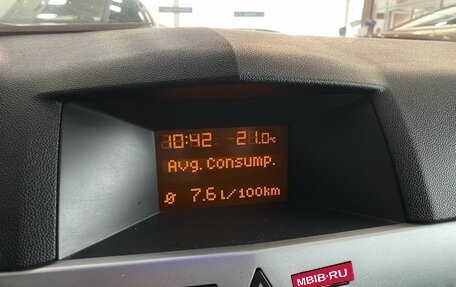 10:42 21.0°C
Avg. Consump.
Ø 7.6 l/100km
MBIB·RU